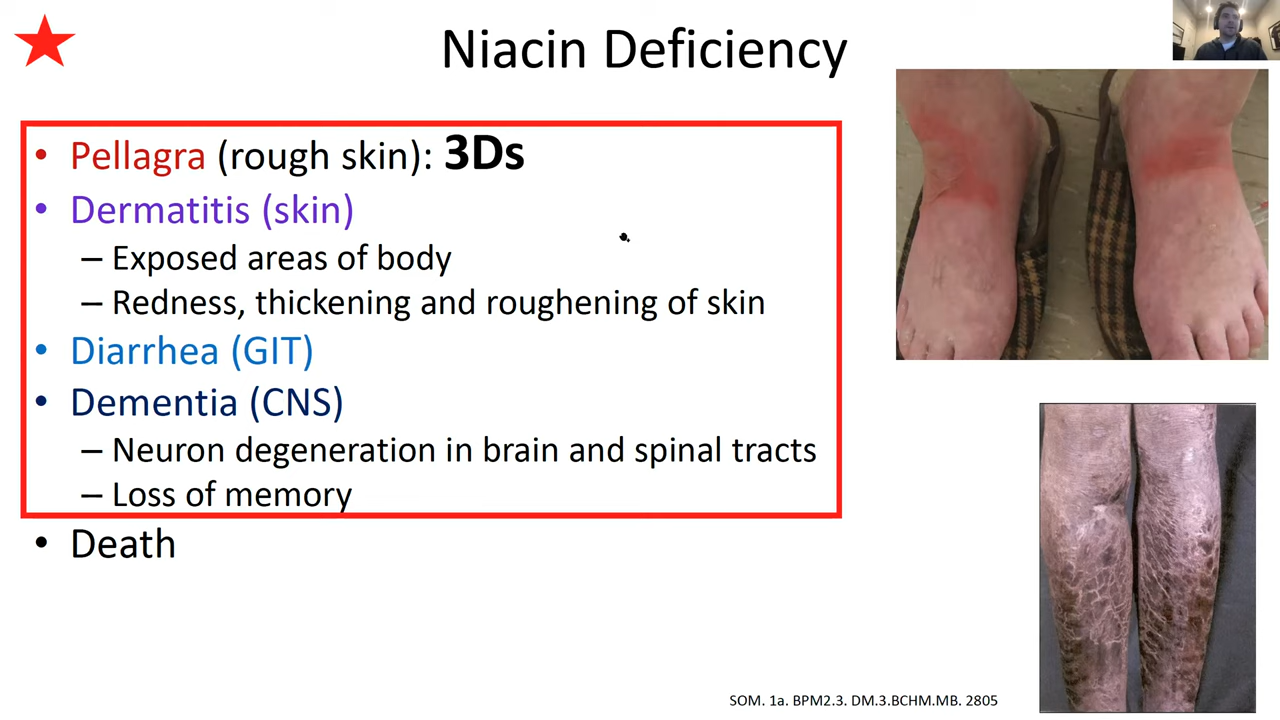 Niacin Deficiency
• Pellagra (rough skin): 3Ds
• Dermatitis (skin)
– Exposed areas of body
– Redness, thickening and roughening of skin
• Diarrhea (GIT)
• Dementia (CNS)
– Neuron degeneration in brain and spinal tracts
– Loss of memory
• Death
SOM. 1a. BPM2.3. DM.3.BCHM.MB. 2805